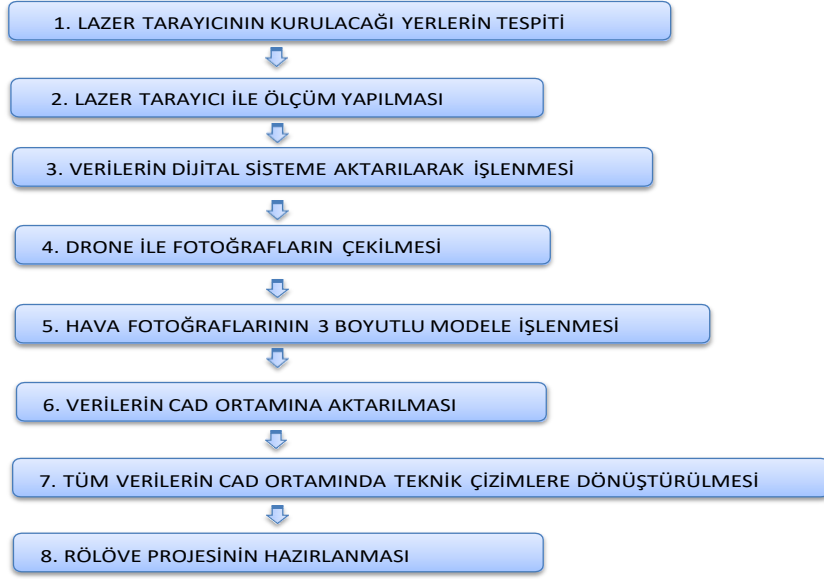 1. LAZER TARAYICININ KURULACAĞI YERLERİN TESPİTİ
2. LAZER TARAYICI İLE ÖLÇÜM YAPILMASI
3. VERİLERİN DİJİTAL SİSTEME AKTARILARAK İŞLENMESİ
4. DRONE İLE FOTOĞRAFLARIN ÇEKİLMESİ
5. HAVA FOTOĞRAFLARININ 3 BOYUTLU MODELE İŞLENMESİ
6. VERİLERİN CAD ORTAMINA AKTARILMASI
7. TÜM VERİLERİN CAD ORTAMINDA TEKNİK ÇİZİMLERE DÖNÜŞTÜRÜLMESİ
8. RÖLÖVE PROJESİNİN HAZIRLANMASI